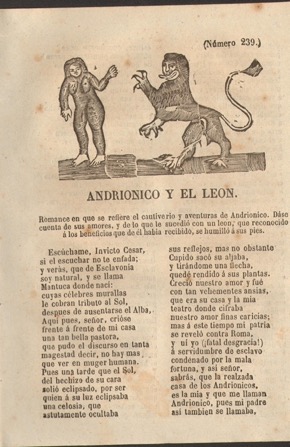 (Número 239.)
ANDRIONICO Y EL LEON.
Romance en que se refiere el cautiverio y aventuras de Andrionico. Dáse
cuenta de sus amores, y de lo que le sucedió con un leon, que reconocido
á los beneficios que de él habia recibido, se humilló á sus pies.
Escúchame, Invicto Cesar,
si el escuchar no te enfada;
y verás, que de Esclavonia
soy natural, y se llama
Mantuca donde nací:
cuyas célebres murallas
le cobran tributo al Sol,
despues de ausentarse el Alba,
Aqui pues, señor, crióse
frente á frente de mi casa
una tan bella pastora,
que pudo el discurso en tanta
magestad decir, no hay mas
que ver en muger humana.
Pues una tarde que el Sol,
del hechizo de su cara
solió eclipsado, por ser
quien á su luz eclipsaba
una celosia, que
astutamente ocultaba
sus reflejos, mas no obstante
Cupido sacó su aljaba,
y tirándome una flecha,
quedé rendido á sus plantas.
Creció nuestro amor y fué
con tan vehementes ansias,
que era su casa y la mia
teatro donde cifraba
nuestro amor finas caricias;
mas á este tiempo mi patria
se reveló contra Roma,
y ui yo (¡fatal desgracia!)
á servidumbre de esclavo
condenado por la mala
fortuna, y asi señor,
sabrás, que la realzada
casa de los Andrionicos,
es la mia y que me llaman
Andrionico, pues mi padre
asi tambien se llamaba,